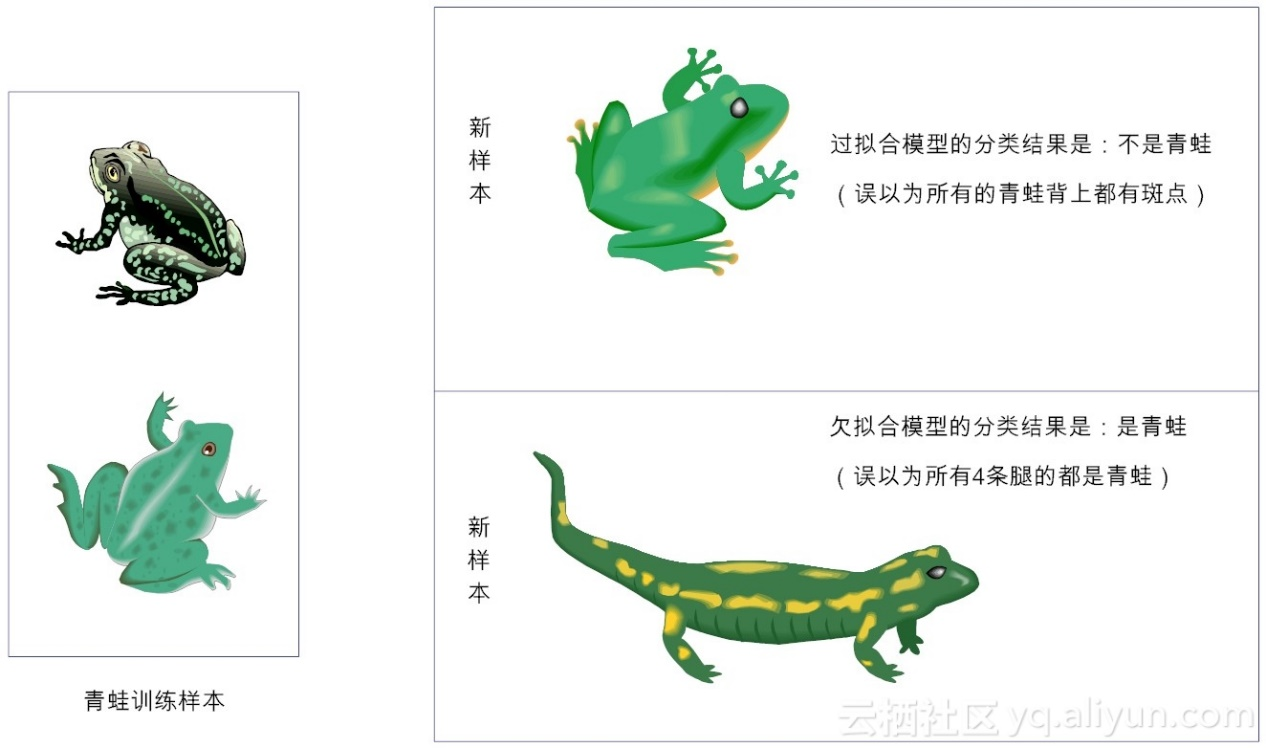 新样本
过拟合模型的分类结果是：不是青蛙
（误以为所有的青蛙背上都有斑点）
欠拟合模型的分类结果是：是青蛙
（误以为所有4条腿的都是青蛙）
新样本
青蛙训练样本
云栖社区 yq.aliyun.com